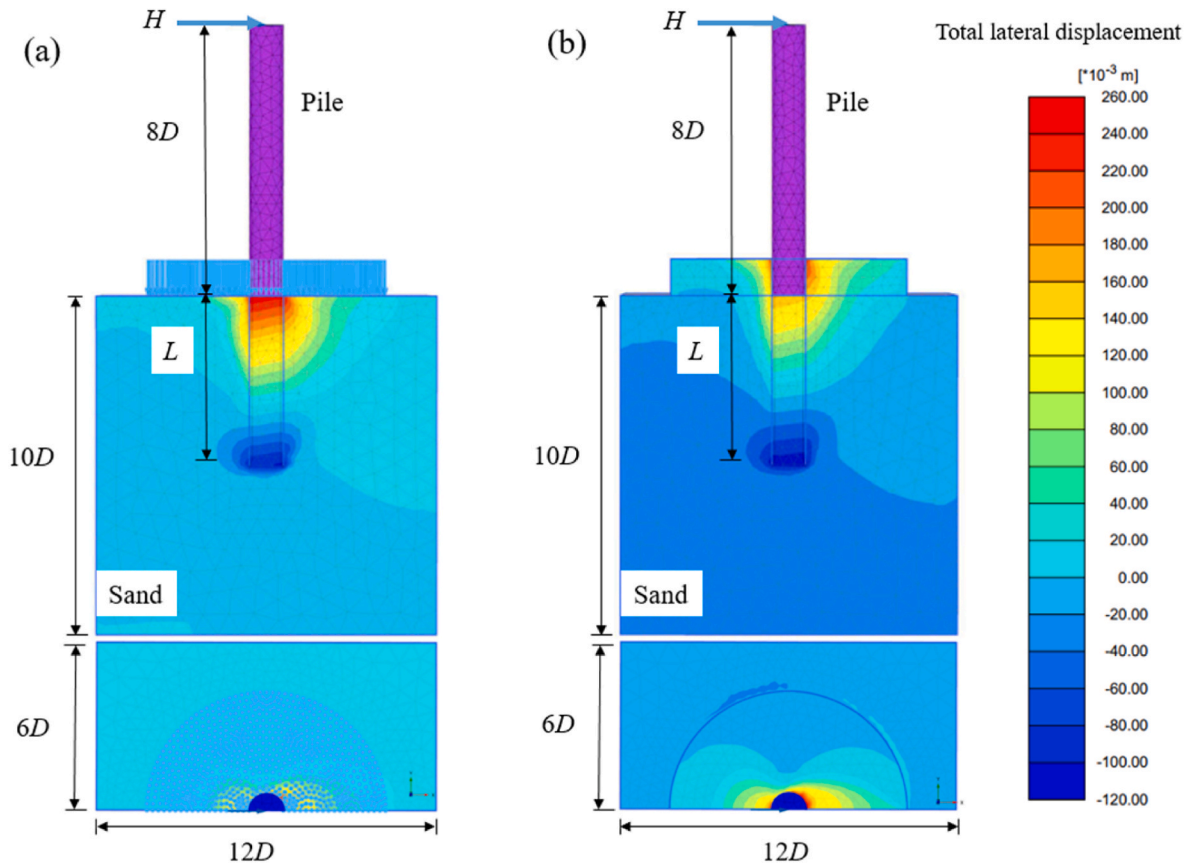 (a)
H
8D
Pile
L
10D
Sand
6D
12D
(b)
H
8D
Pile
L
10D
Sand
6D
12D
Total lateral displacement
[*10-3 m]
260.00
240.00
220.00
200.00
180.00
160.00
140.00
120.00
100.00
80.00
60.00
40.00
20.00
0.00
-20.00
-40.00
-60.00
-80.00
-100.00
-120.00